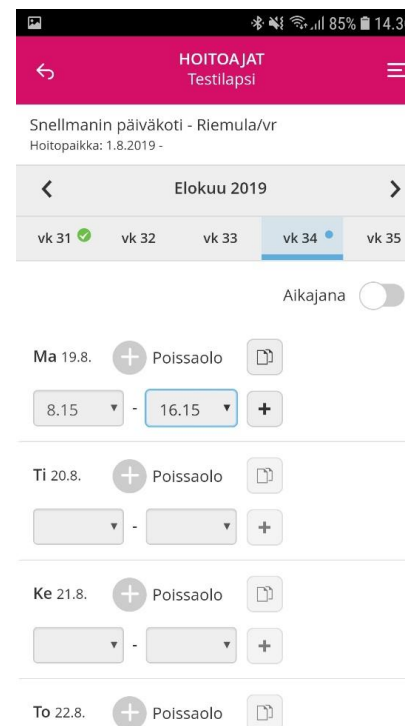 85% 14.3
HOITOAJAT
Testilapsi
Snellmanin päiväkoti - Riemula/vr
Hoitopaikka: 1.8.2019 -
Elokuu 2019
vk 31 vk 32 vk 33 vk 34 vk 35
Aikajana
Ma 19.8. Poissaolo
8.15 - 16.15 +
Ti 20.8. Poissaolo
- +
Ke 21.8. Poissaolo
- +
To 22.8. Poissaolo